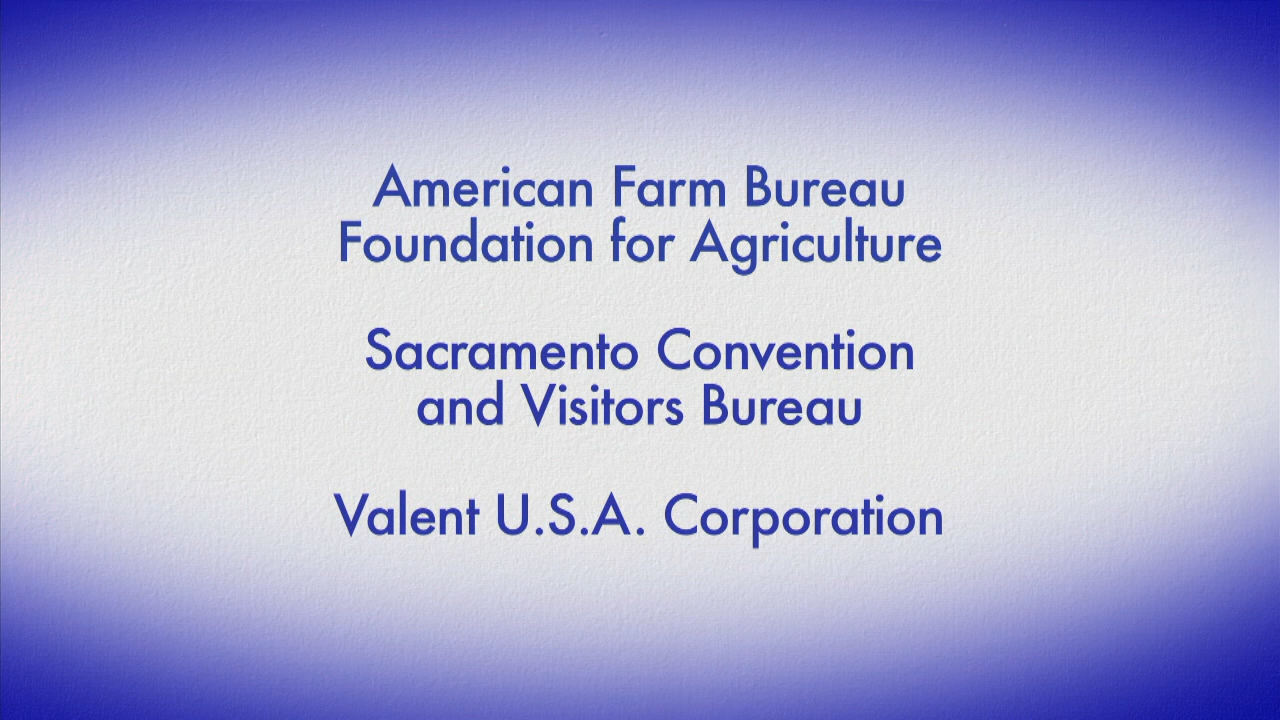 American Farm Bureau
Foundation for Agriculture
Sacramento Convention
and Visitors Bureau
Valent U.S.A. Corporation